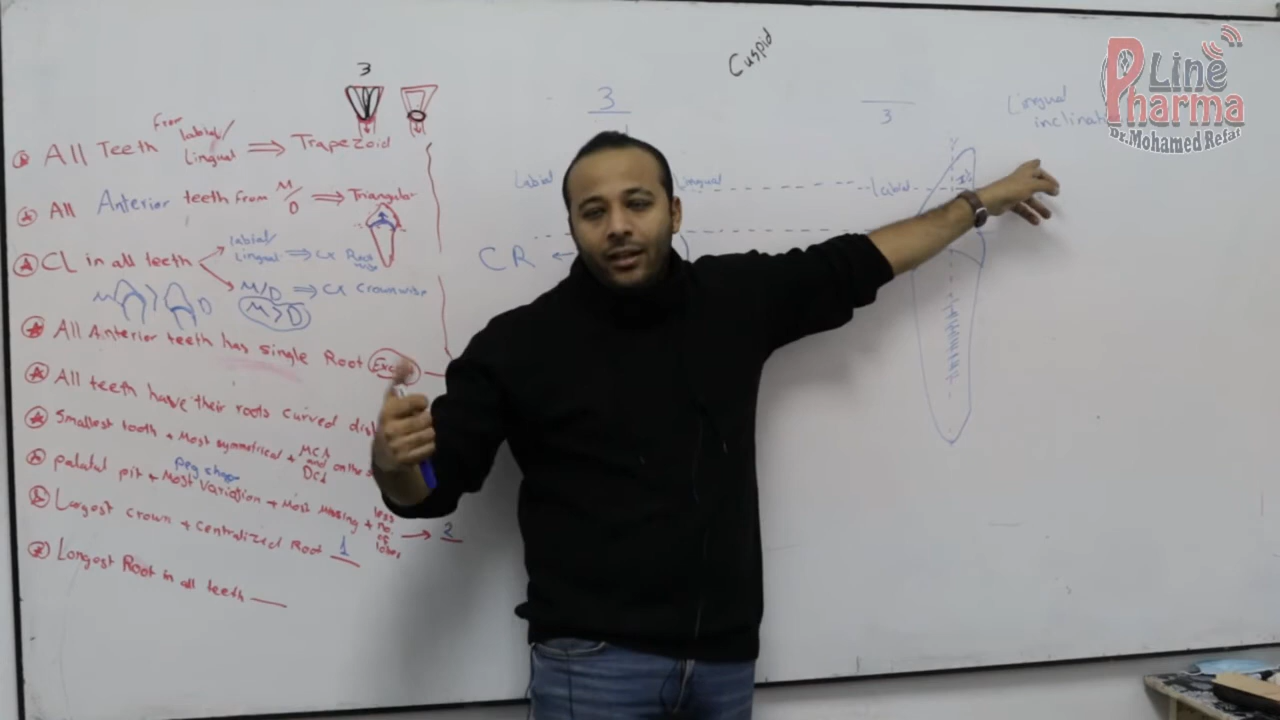 3
Cuspid
All Teeth From labial/ Lingual ⇒ Trapezoid
All Anterior teeth from M/D ⇒ Triangular
CL in all teeth
labial/ Lingual ⇒ Cx Root wise
M/D ⇒ Cx Crownwise
M > D
M>D
All Anterior teeth has single Root
All teeth have their roots curved
Smallest tooth + Most symmetrical + MCA and DCA on the
palatal pit + Most Variation + Most Missing + less no. of lobes → 2
peg shape
Largest crown + Centralized Root 1
Longest Root in all teeth
3
Labial
Lingual
CR ←
3
Labial
Lingual
P Line Pharma
Dr.Mohamed Refat